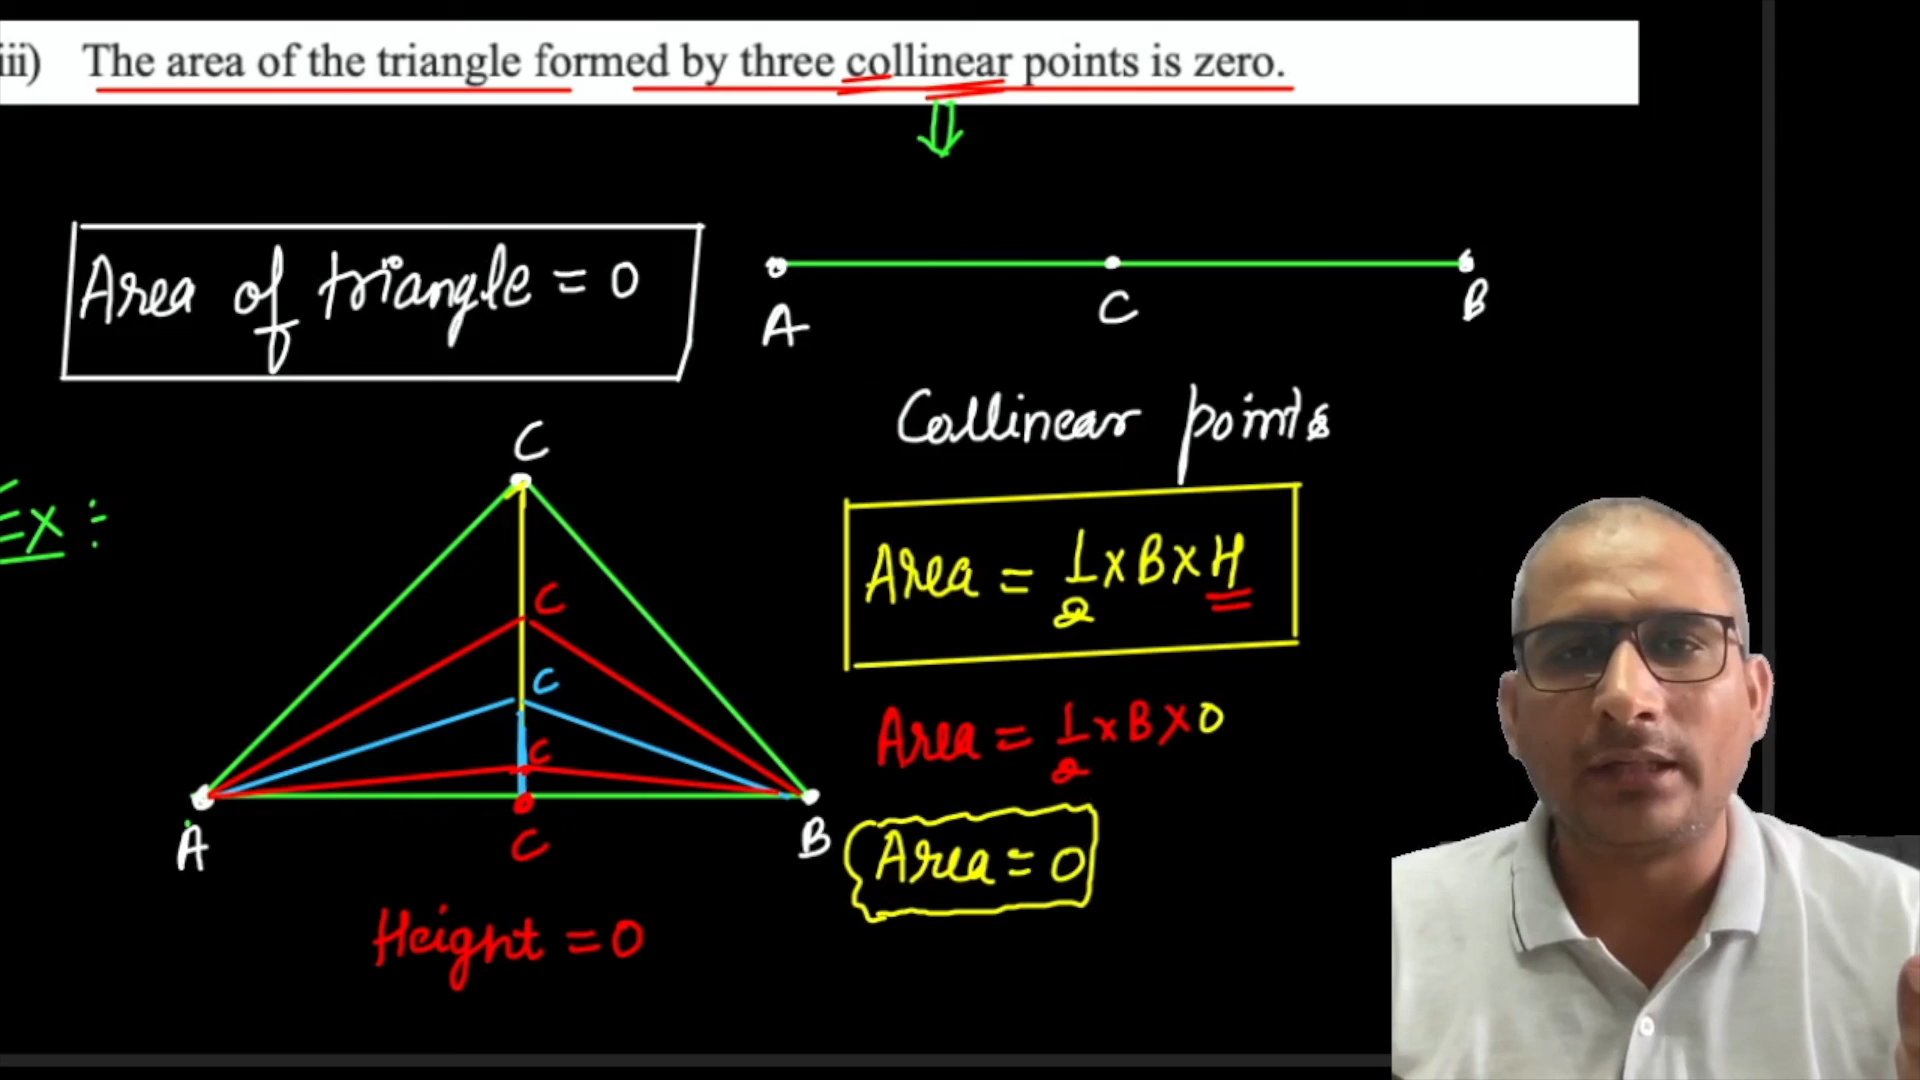 iii) The area of the triangle formed by three collinear points is zero.
Area of triangle = 0
A C B
Collinear points
Ex :
C
C
C
C
A C B
Height = 0
Area = 1/2 × B × H
Area = 1/2 × B × 0
Area = 0